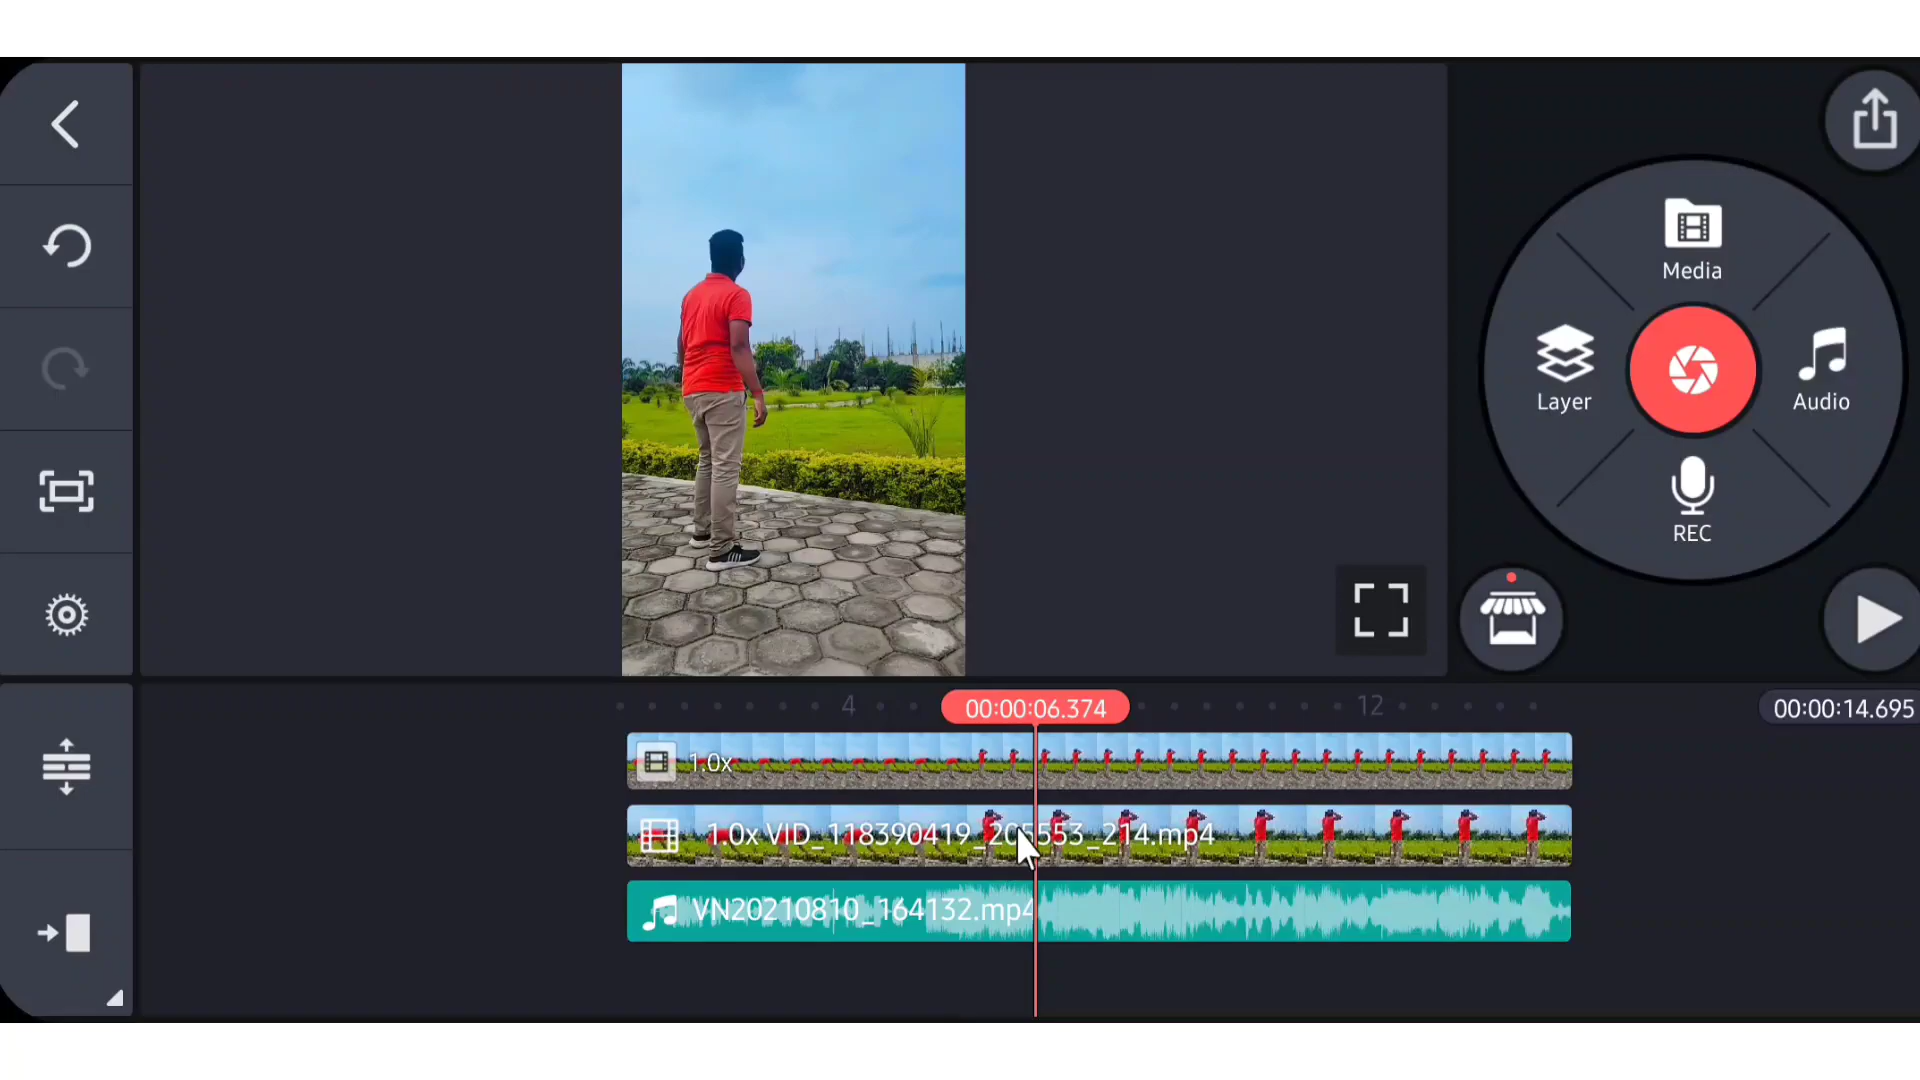 Media
Layer
Audio
REC
4
00:00:06.374
12
00:00:14.695
1.0x
1.0x VID_118390419_205553_214.mp4
VN20210810_164132.mp4